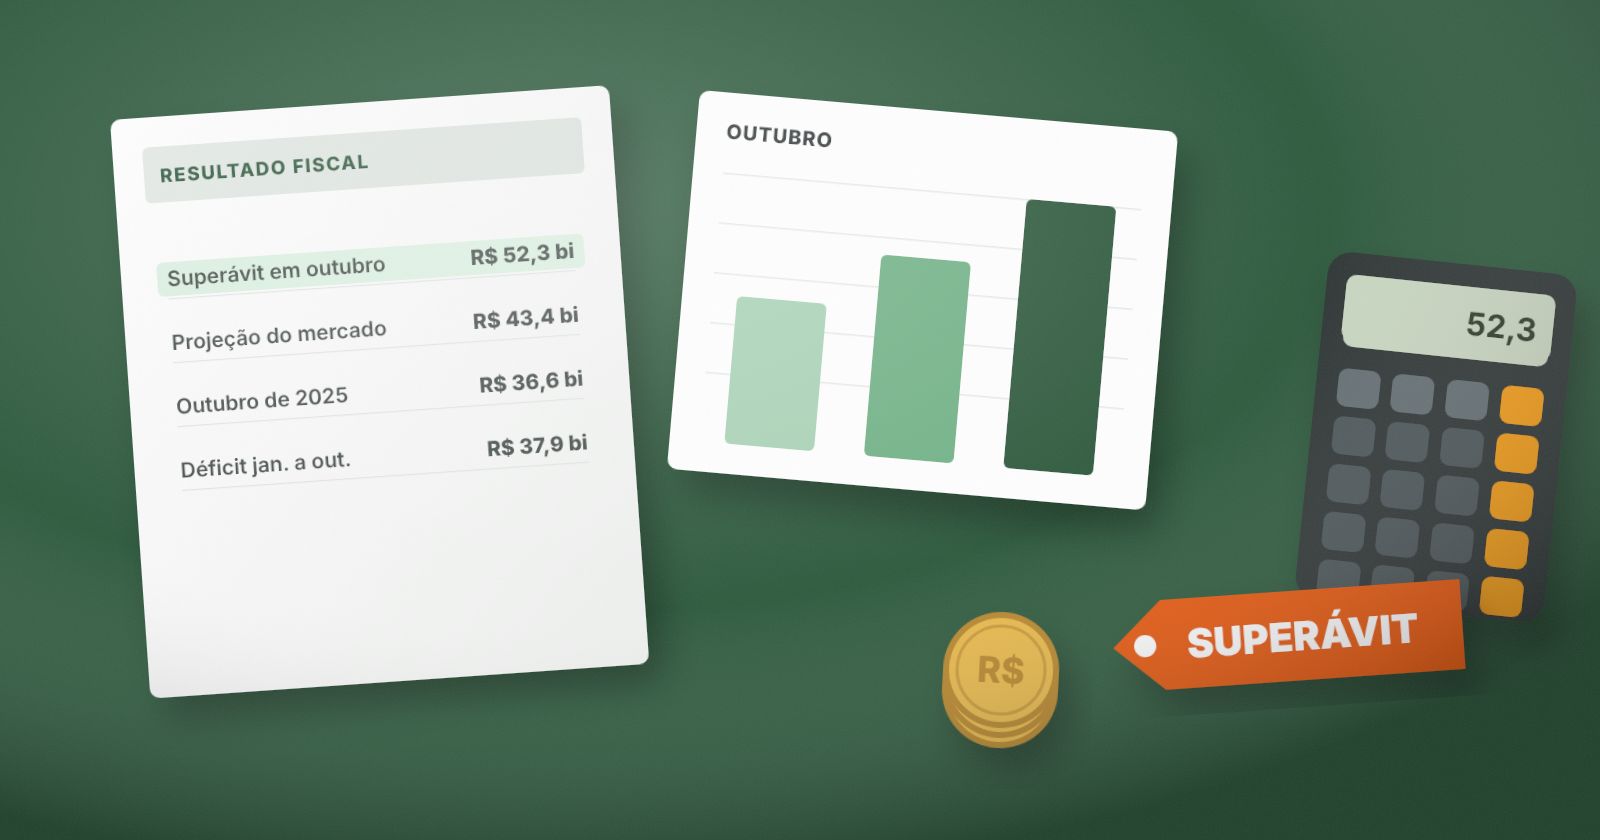 RESULTADO FISCAL
Superávit em outubro R$ 52,3 bi
Projeção do mercado R$ 43,4 bi
Outubro de 2025 R$ 36,6 bi
Déficit jan. a out. R$ 37,9 bi
OUTUBRO
52,3
R$
SUPERÁVIT